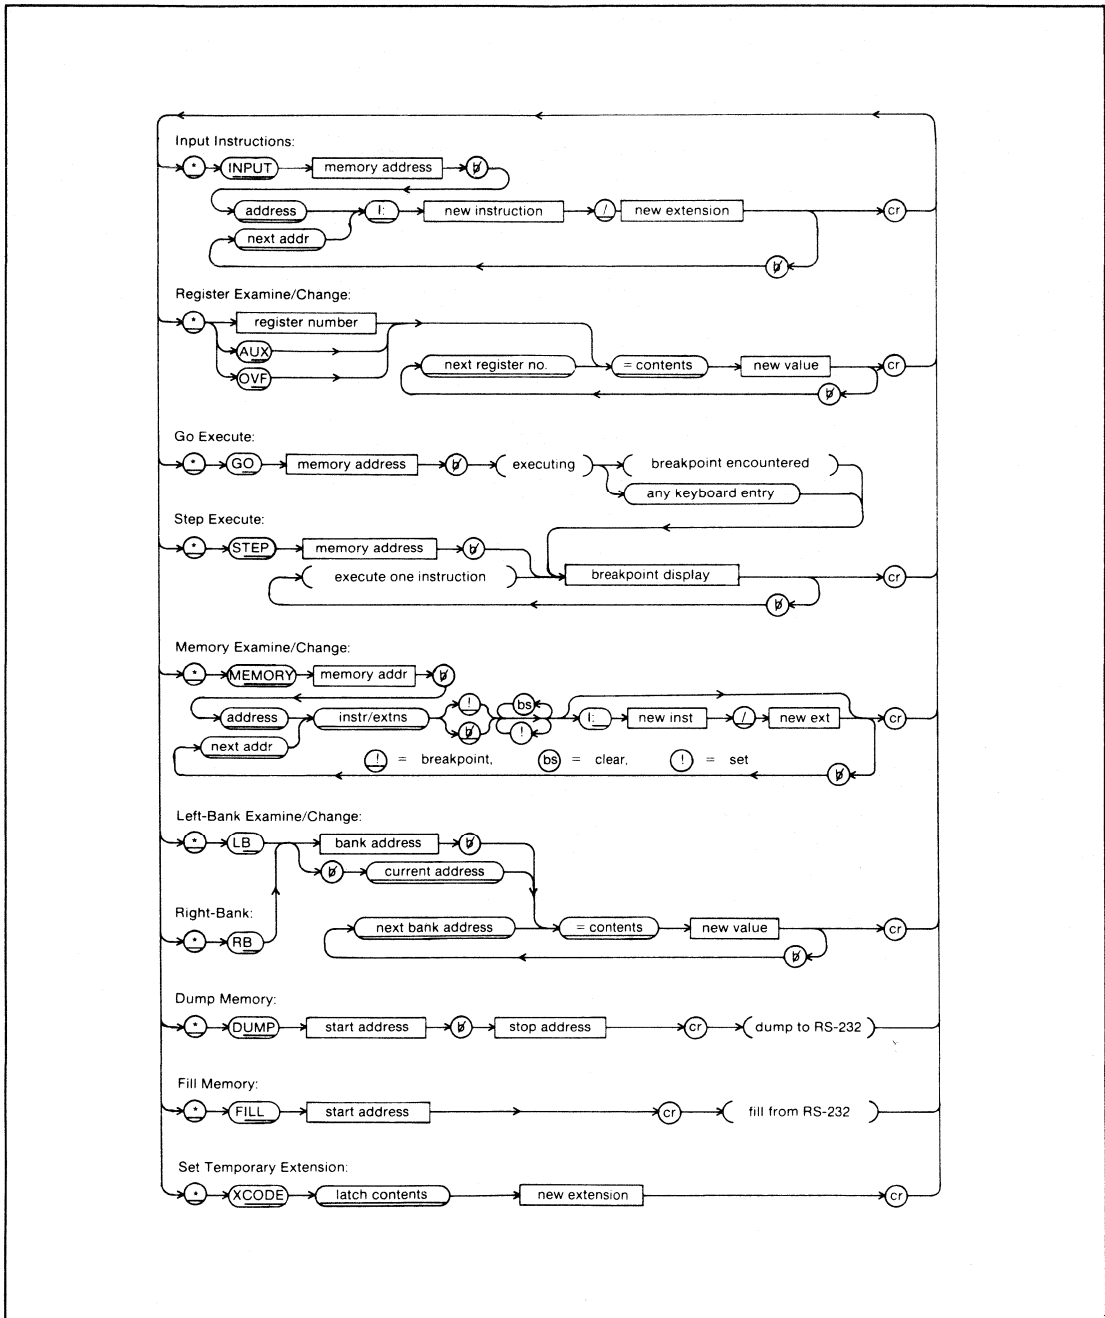 Input Instructions:
* INPUT memory address b̸
address I: new instruction / new extension cr
next addr
b̸
Register Examine/Change:
* register number
AUX
next register no. = contents new value cr
OVF
b̸
Go Execute:
* GO memory address b̸ ( executing ) ( breakpoint encountered )
any keyboard entry
Step Execute:
* STEP memory address b̸
( execute one instruction ) breakpoint display cr
b̸
Memory Examine/Change:
* MEMORY memory addr b̸
! bs
address instr/extns I: new inst / new ext cr
b̸ !
next addr
! = breakpoint, bs = clear, ! = set
b̸
Left-Bank Examine/Change:
* LB bank address b̸
b̸ current address
Right-Bank:
next bank address = contents new value cr
* RB
b̸
Dump Memory:
* DUMP start address b̸ stop address cr ( dump to RS-232 )
Fill Memory:
* FILL start address cr ( fill from RS-232 )
Set Temporary Extension:
* XCODE latch contents new extension cr